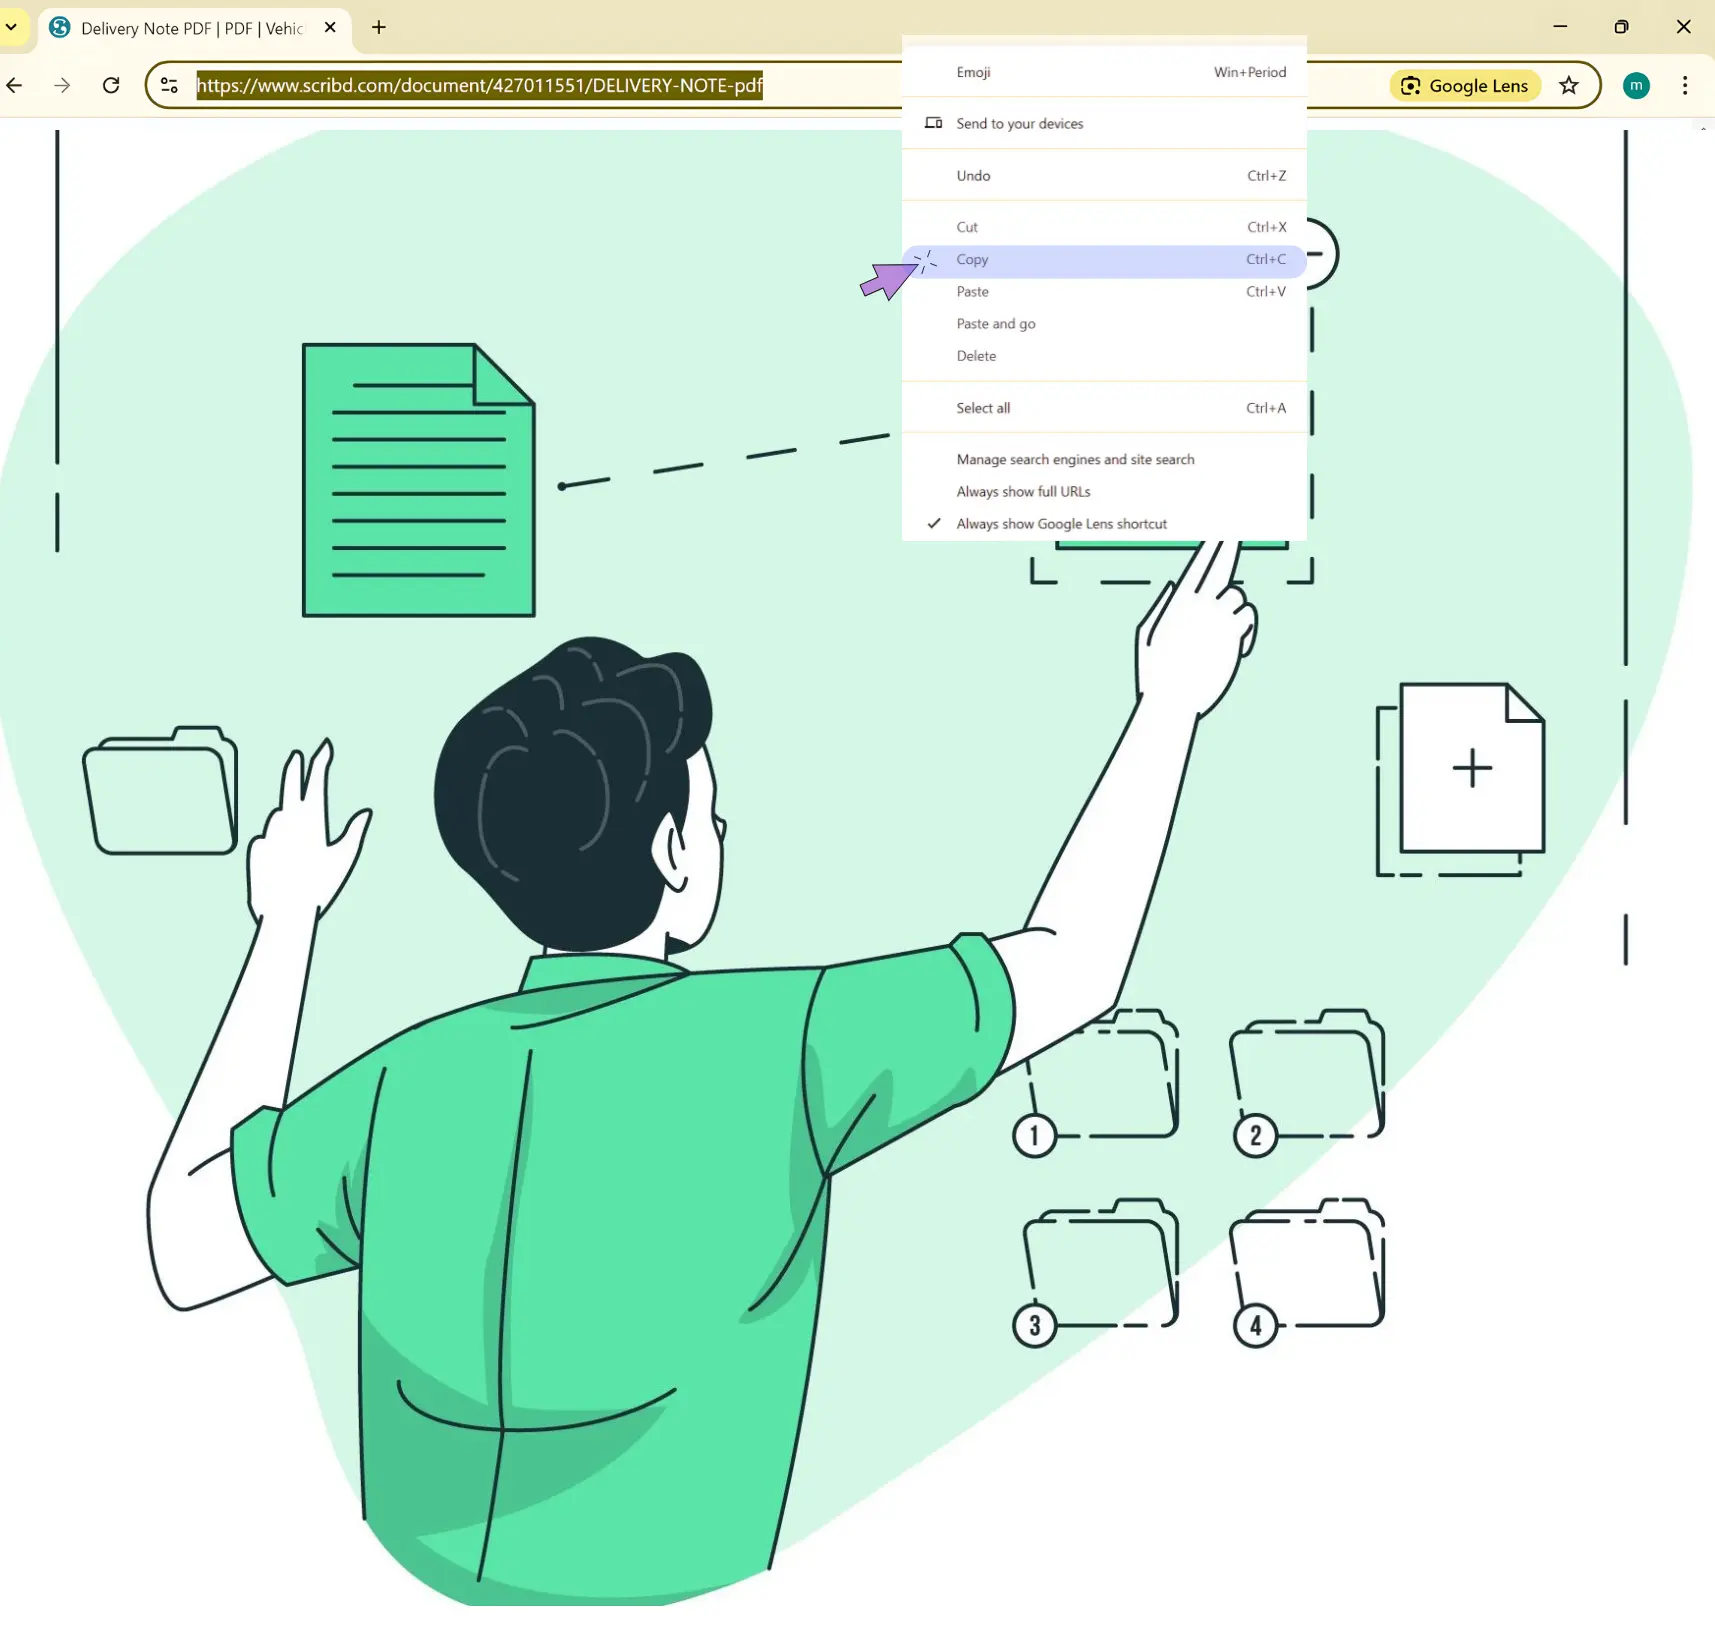 Delivery Note PDF | PDF | Vehic
https://www.scribd.com/document/427011551/DELIVERY-NOTE-pdf
Google Lens
m
Emoji Win+Period
Send to your devices
Undo Ctrl+Z
Cut Ctrl+X
Copy Ctrl+C
Paste Ctrl+V
Paste and go
Delete
Select all Ctrl+A
Manage search engines and site search
Always show full URLs
Always show Google Lens shortcut
1 2
3 4